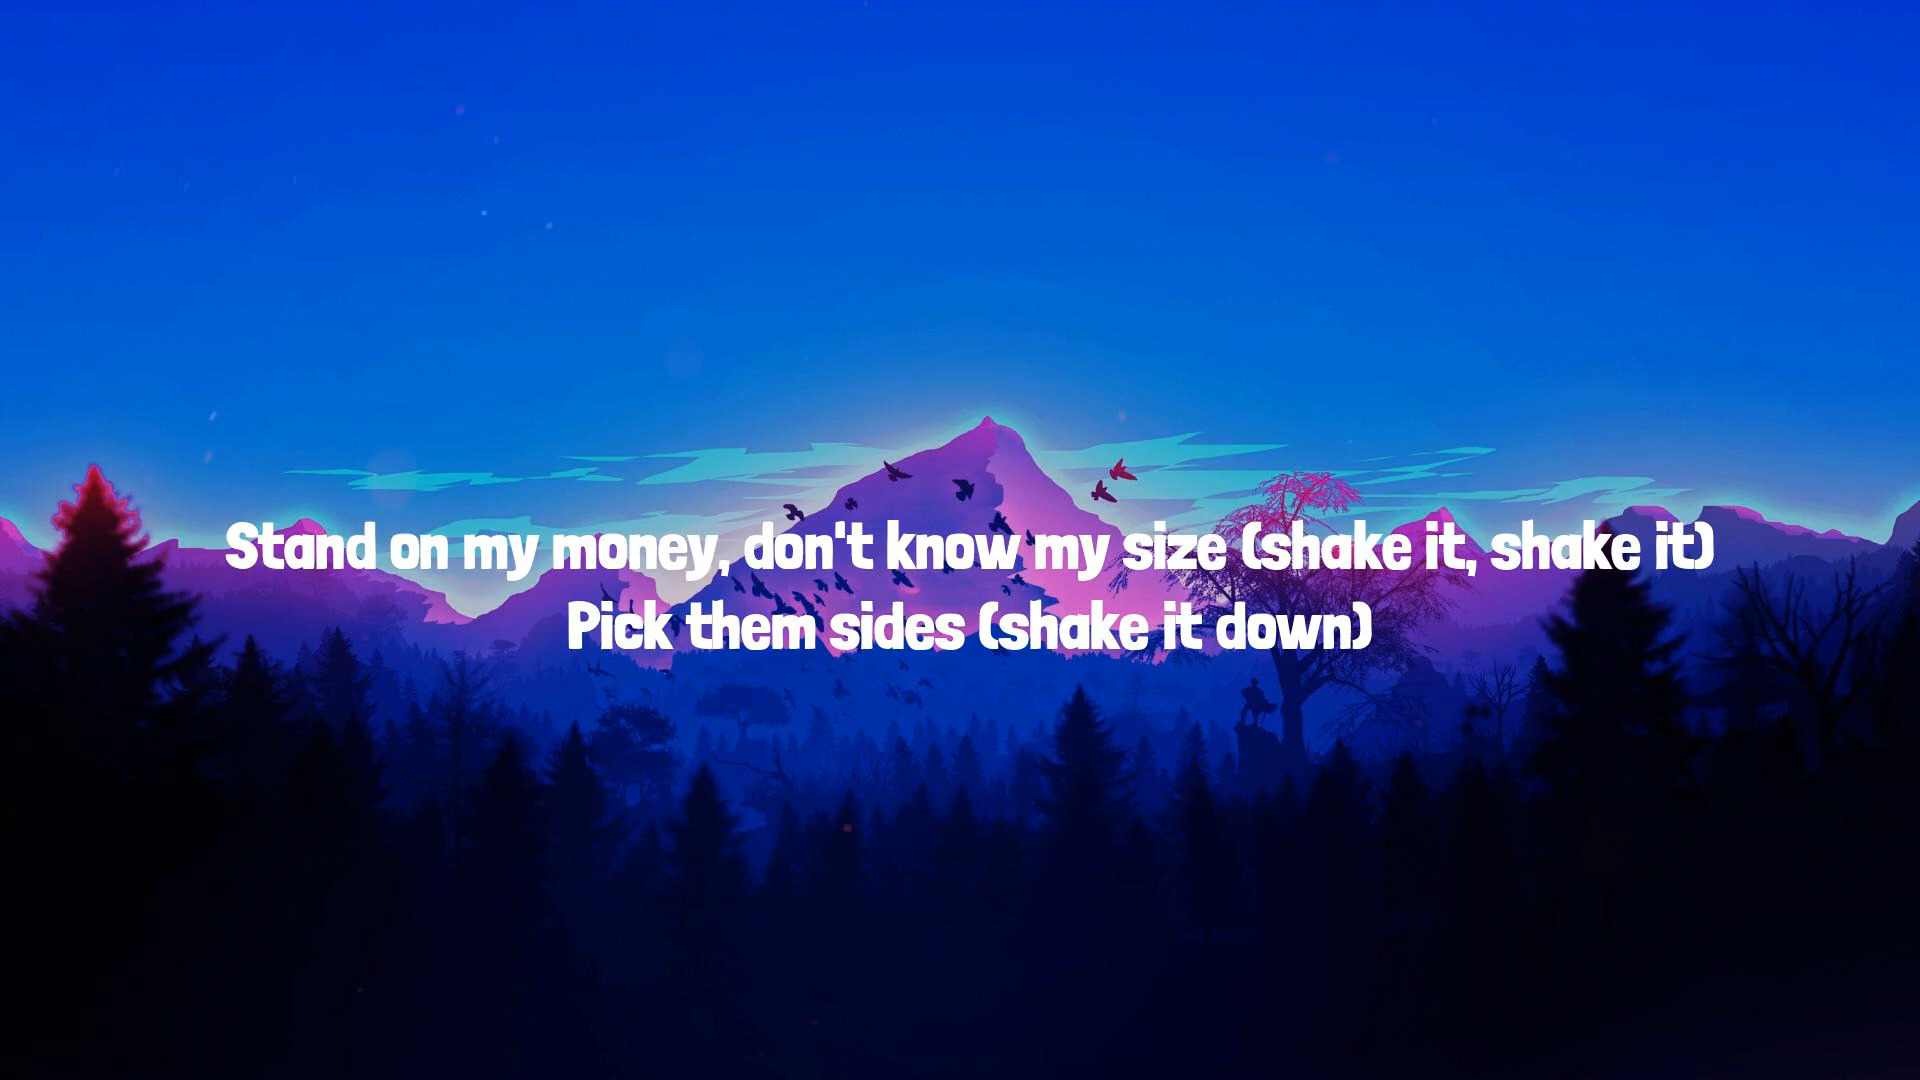 Stand on my money, don't know my size (shake it, shake it)
Pick them sides (shake it down)